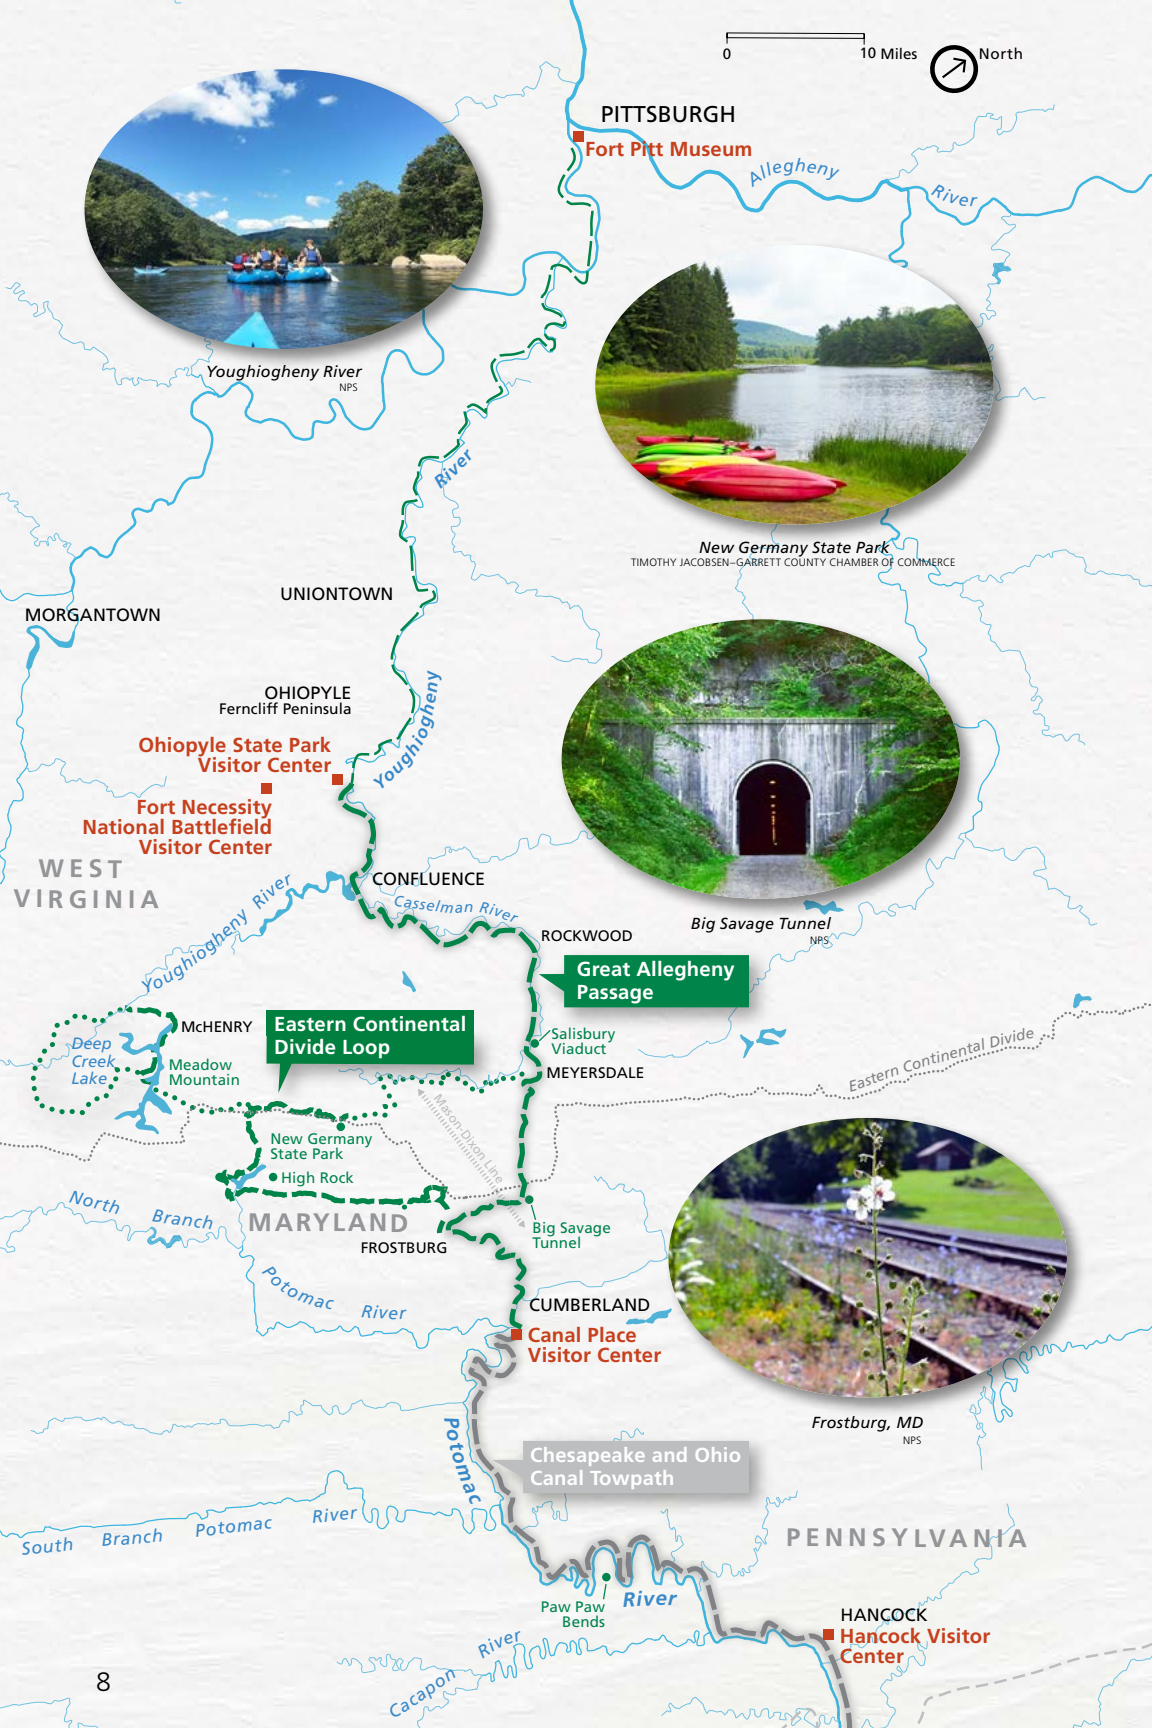 0 10 Miles
North
PITTSBURGH
Fort Pitt Museum
Allegheny
River
Youghiogheny River
NPS
River
New Germany State Park
TIMOTHY JACOBSEN–GARRETT COUNTY CHAMBER OF COMMERCE
UNIONTOWN
MORGANTOWN
OHIOPYLE
Ferncliff Peninsula
Youghiogheny
Ohiopyle State Park
Visitor Center
Fort Necessity
National Battlefield
Visitor Center
WEST
VIRGINIA
CONFLUENCE
Youghiogheny River
Casselman River
Big Savage Tunnel
NPS
ROCKWOOD
Great Allegheny
Passage
McHENRY
Eastern Continental
Divide Loop
Salisbury
Viaduct
Deep
Creek
Lake
Meadow
Mountain
MEYERSDALE
Eastern Continental Divide
Mason-Dixon Line
New Germany
State Park
High Rock
North Branch
MARYLAND
Big Savage
Tunnel
FROSTBURG
Potomac River
CUMBERLAND
Canal Place
Visitor Center
Frostburg, MD
NPS
Potomac
Chesapeake and Ohio
Canal Towpath
South Branch Potomac River
PENNSYLVANIA
Paw Paw
Bends
River
HANCOCK
Hancock Visitor
Center
Cacapon River
8